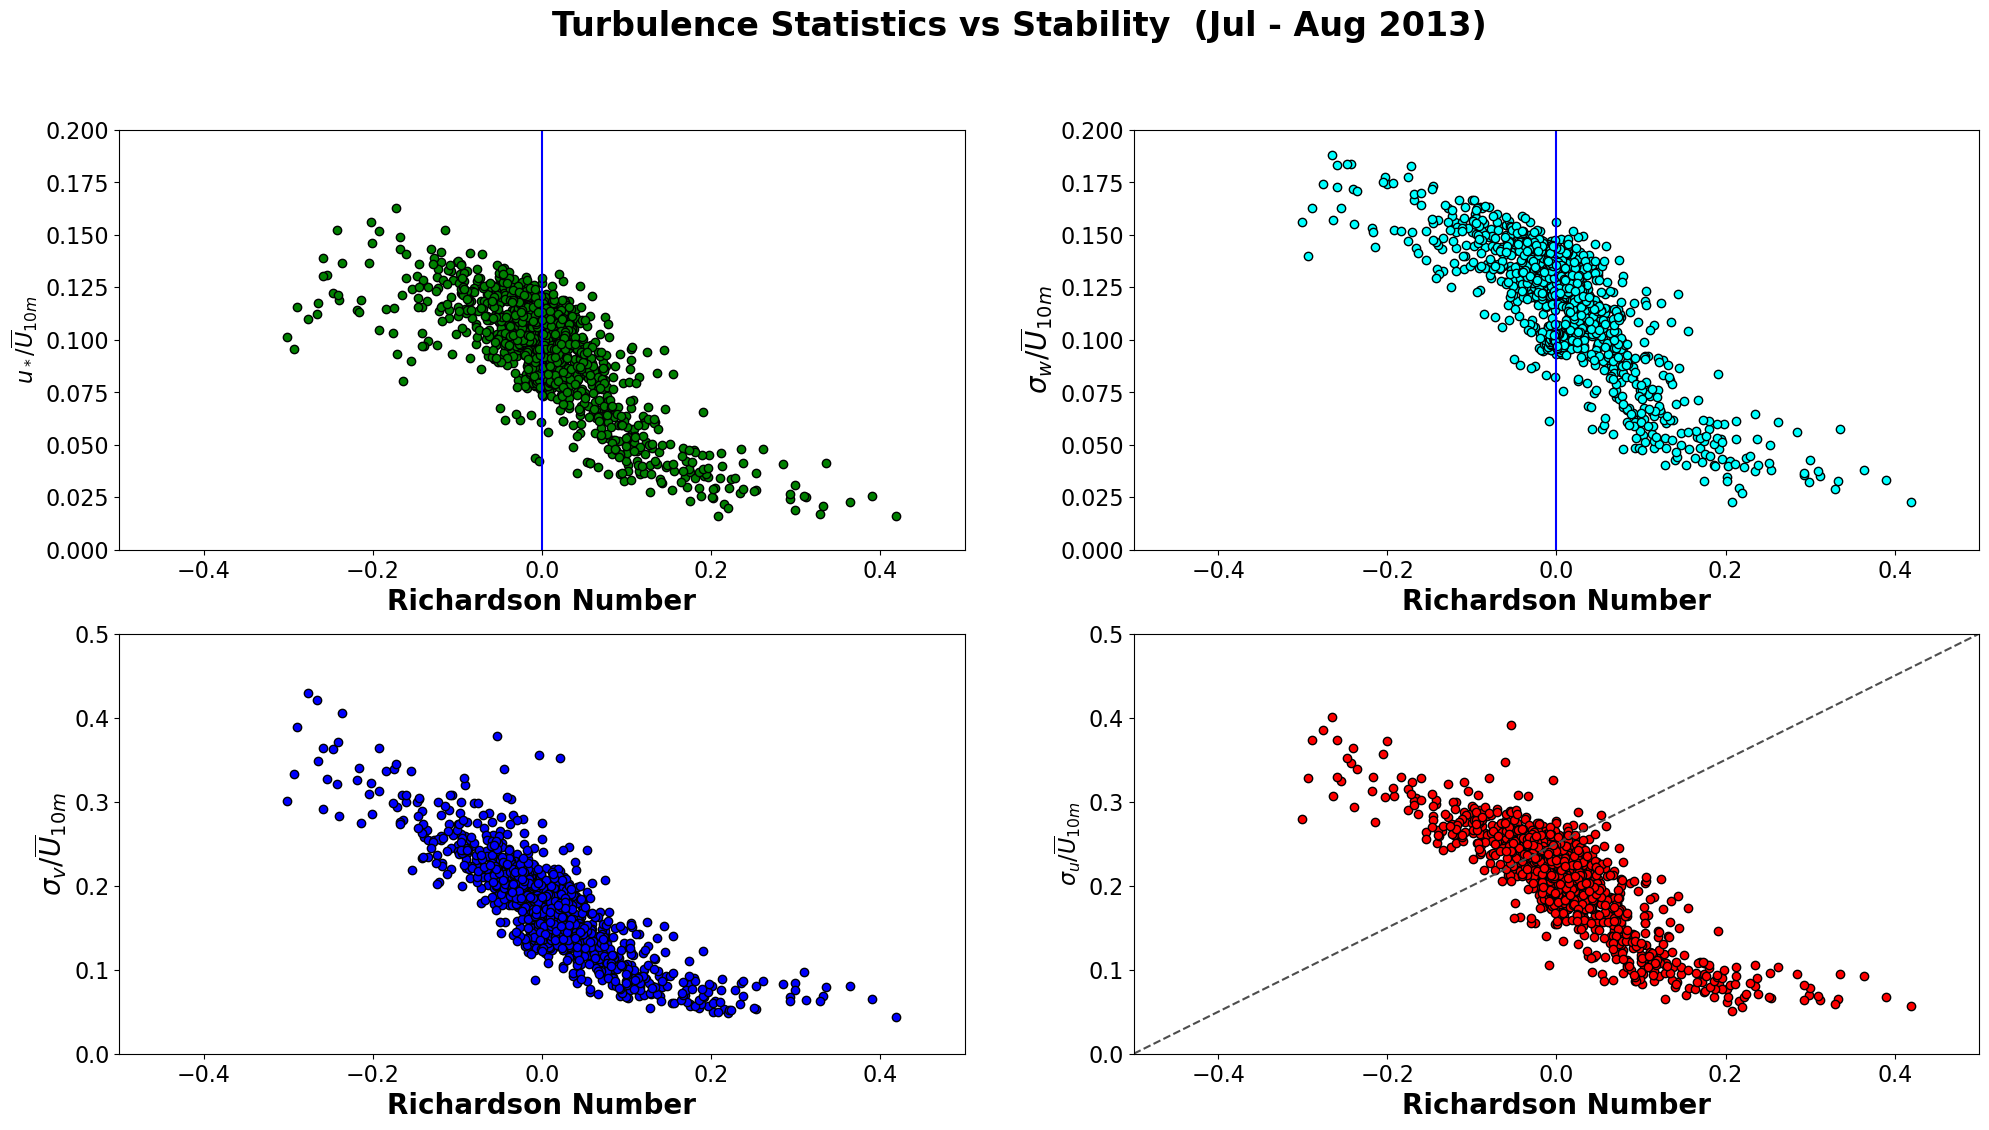 Turbulence Statistics vs Stability  (Jul - Aug 2013)
0.200
0.175
0.150
0.125
0.100
0.075
0.050
0.025
0.000
u*/U̅10m
−0.4 −0.2 0.0 0.2 0.4
Richardson Number
0.200
0.175
0.150
0.125
0.100
0.075
0.050
0.025
0.000
σw/U̅10m
−0.4 −0.2 0.0 0.2 0.4
Richardson Number
0.5
0.4
0.3
0.2
0.1
0.0
σv/U̅10m
−0.4 −0.2 0.0 0.2 0.4
Richardson Number
0.5
0.4
0.3
0.2
0.1
0.0
σu/U̅10m
−0.4 −0.2 0.0 0.2 0.4
Richardson Number